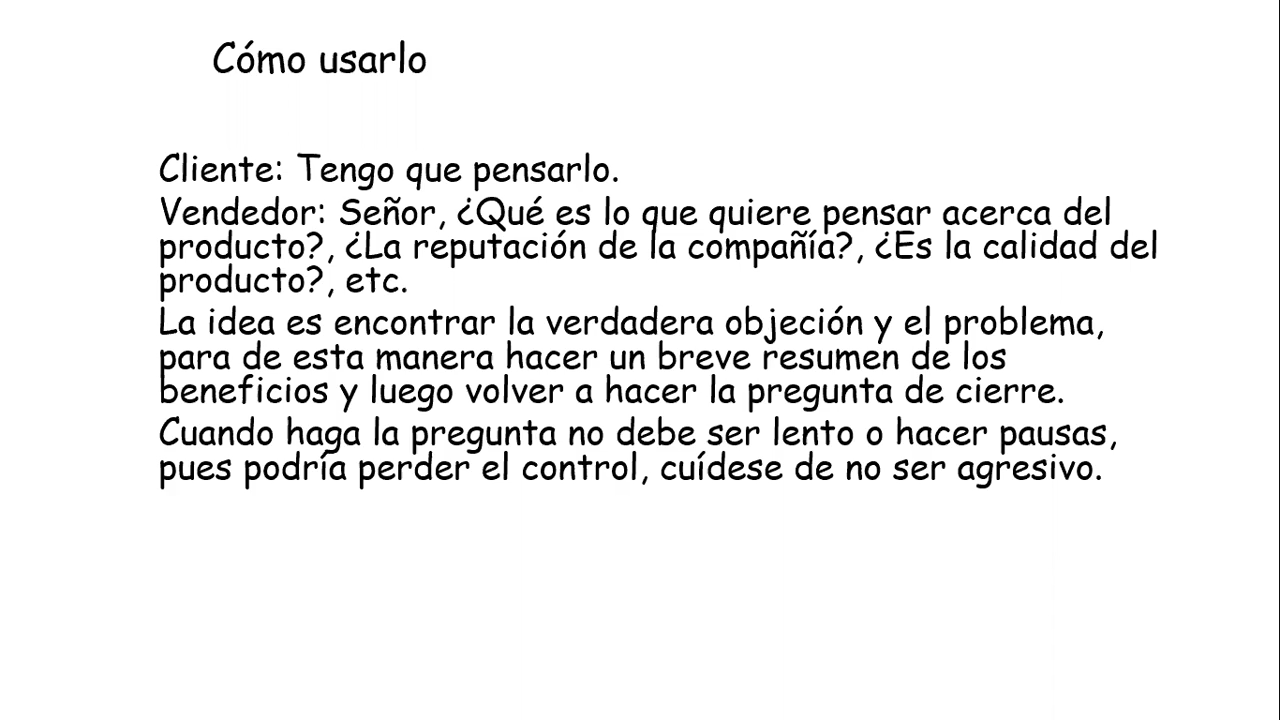 Cómo usarlo
Cliente: Tengo que pensarlo.
Vendedor: Señor, ¿Qué es lo que quiere pensar acerca del
producto?, ¿La reputación de la compañía?, ¿Es la calidad del
producto?, etc.
La idea es encontrar la verdadera objeción y el problema,
para de esta manera hacer un breve resumen de los
beneficios y luego volver a hacer la pregunta de cierre.
Cuando haga la pregunta no debe ser lento o hacer pausas,
pues podría perder el control, cuídese de no ser agresivo.